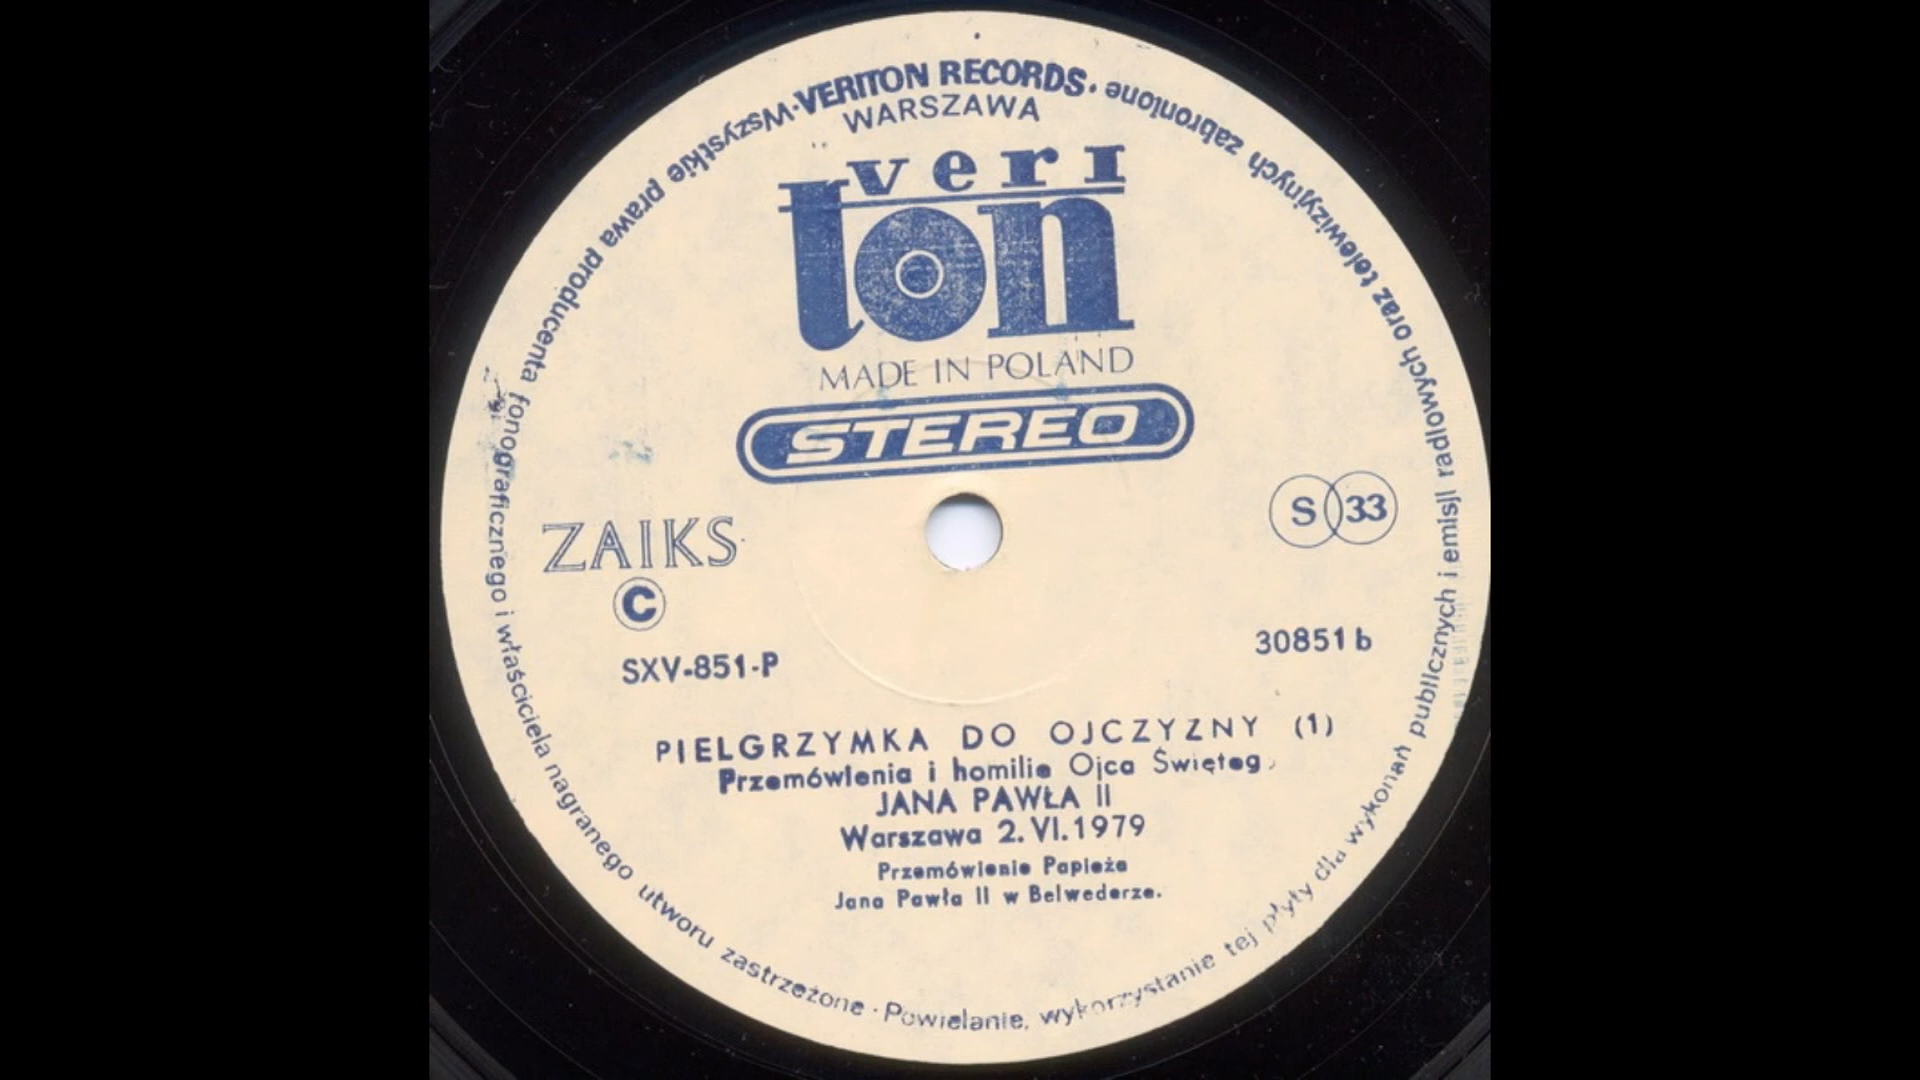 ·VERITON RECORDS·
WARSZAWA
Wszystkie prawa producenta fonograficznego i właściciela nagranego utworu zastrzeżone · Powielanie, wykorzystanie tej płyty dla wykonań publicznych i emisji radiowych oraz telewizyjnych zabronione
veri
ton
MADE IN POLAND
STEREO
S 33
ZAIKS
C
30851 b
SXV-851-P
PIELGRZYMKA DO OJCZYZNY (1)
Przemówienia i homilie Ojca Świętego
JANA PAWŁA II
Warszawa 2.VI.1979
Przemówienie Papieża
Jana Pawła II w Belwederze.